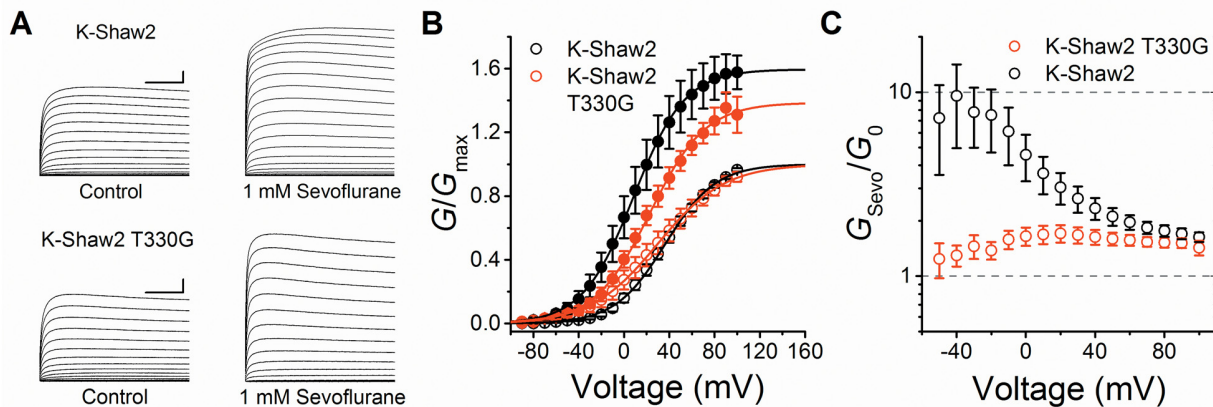 A
K-Shaw2
Control
1 mM Sevoflurane
K-Shaw2 T330G
Control
1 mM Sevoflurane
B
K-Shaw2
K-Shaw2
T330G
G/Gmax
1.6
1.2
0.8
0.4
0.0
-80 -40 0 40 80 120 160
Voltage (mV)
C
K-Shaw2 T330G
K-Shaw2
GSevo/G0
10
1
-40 0 40 80
Voltage (mV)